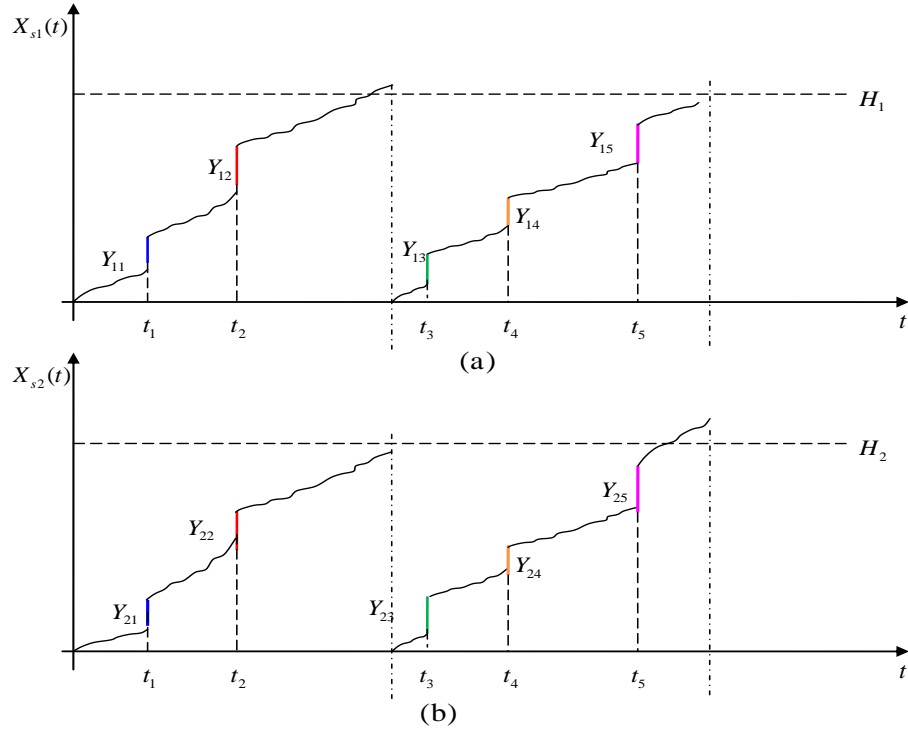 X_{s1}(t)
H_1
Y_{12}
Y_{15}
Y_{14}
Y_{11}
Y_{13}
t_1 t_2 t_3 t_4 t_5 t
(a)
X_{s2}(t)
H_2
Y_{25}
Y_{22}
Y_{24}
Y_{21}
Y_{23}
t_1 t_2 t_3 t_4 t_5 t
(b)